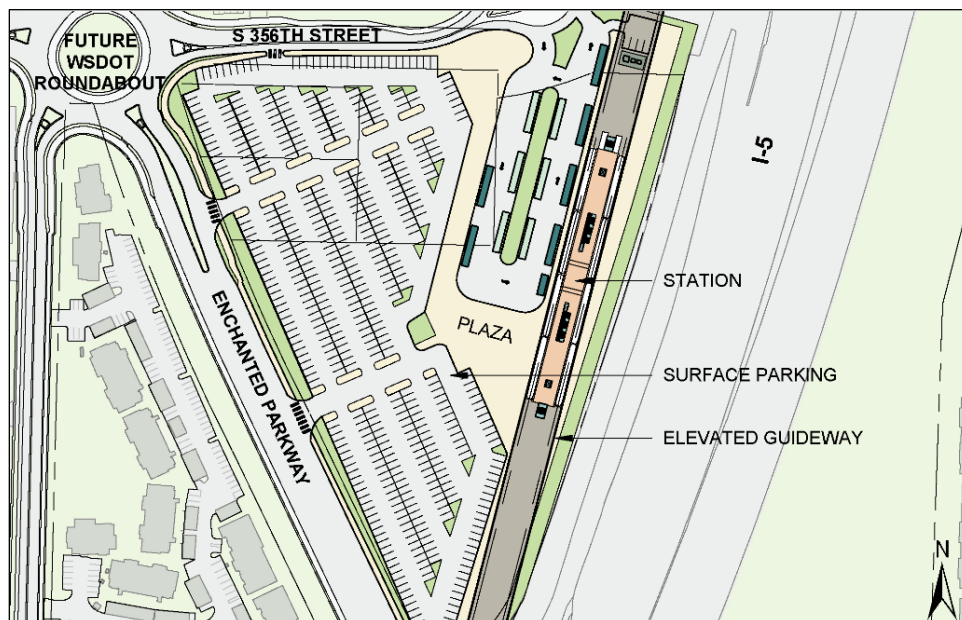 S 356TH STREET
FUTURE
WSDOT
ROUNDABOUT
I-5
STATION
ENCHANTED PARKWAY
PLAZA
SURFACE PARKING
ELEVATED GUIDEWAY
N